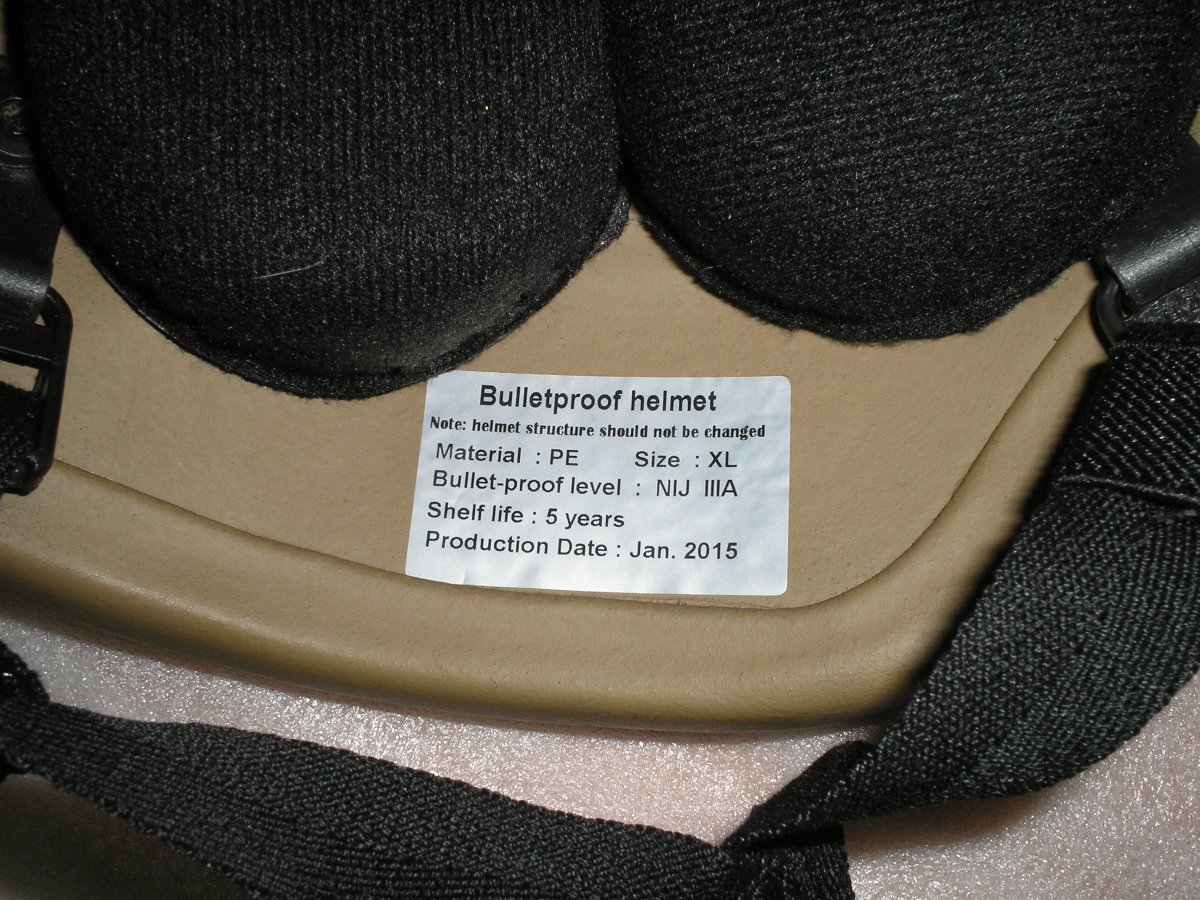 Bulletproof helmet
Note: helmet structure should not be changed
Material : PE Size : XL
Bullet-proof level : NIJ IIIA
Shelf life : 5 years
Production Date : Jan. 2015